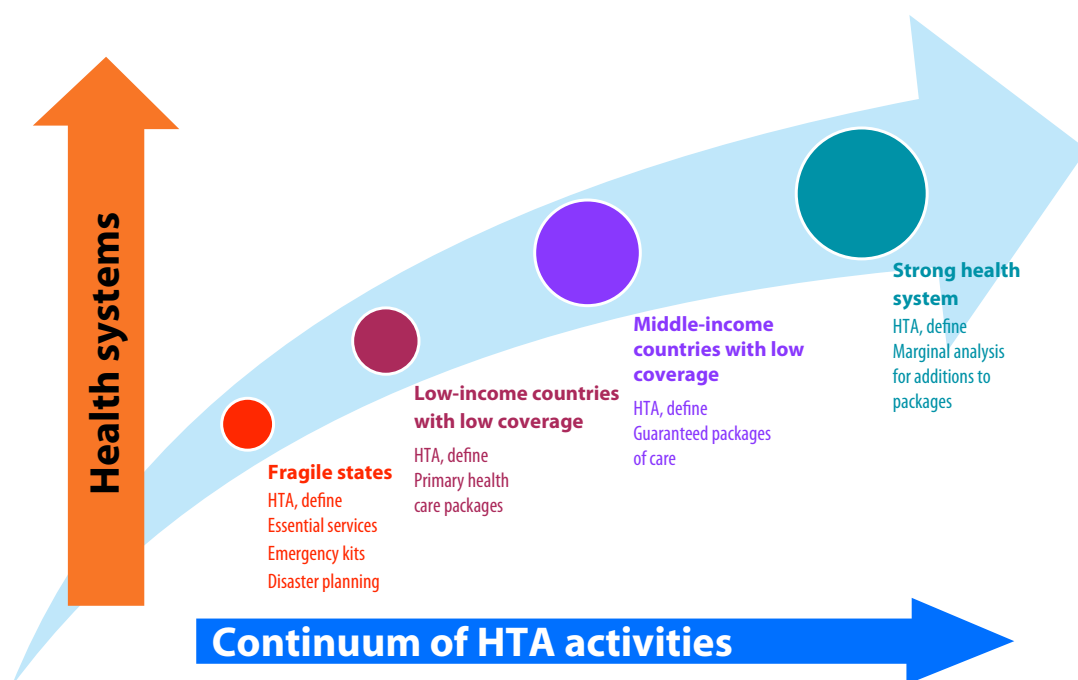 Health systems
Fragile states
HTA, define
Essential services
Emergency kits
Disaster planning
Low-income countries
with low coverage
HTA, define
Primary health
care packages
Middle-income
countries with low
coverage
HTA, define
Guaranteed packages
of care
Strong health
system
HTA, define
Marginal analysis
for additions to
packages
Continuum of HTA activities